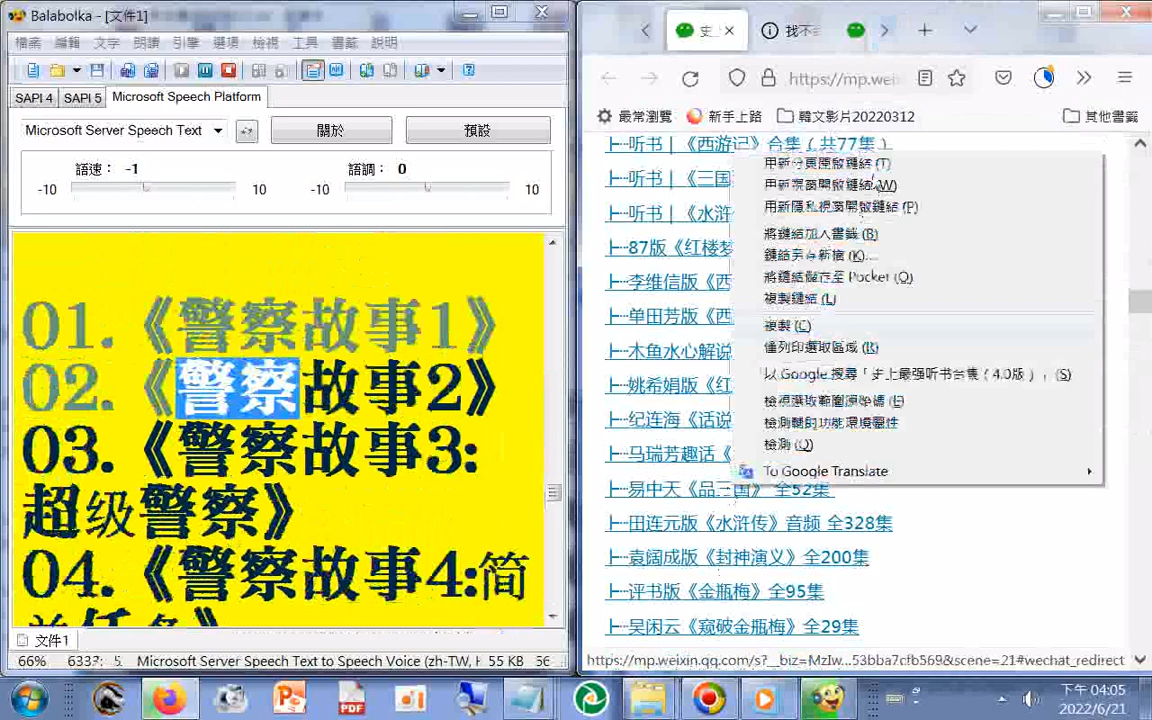 Balabolka - [文件1]
檔案 編輯 文字 朗讀 引擎 選項 檢視 工具 書籤 說明
SAPI 4 SAPI 5 Microsoft Speech Platform
Microsoft Server Speech Text
關於
預設
語速： -1
語調： 0
-10
10
-10
10
01.《警察故事1》
02.《警察故事2》
03.《警察故事3:
超级警察》
04.《警察故事4:简
文件1
66%
Microsoft Server Speech Text to Speech Voice (zh-TW, H
55 KB
https://mp.weix
最常瀏覽
新手上路
韓文影片20220312
其他書籤
├┈听书 | 《西游记》合集（共77集）
├┈听书 | 《三国
├┈听书 | 《水浒
├┈87版《红楼梦
├┈李维信版《西
├┈单田芳版《西
├┈木鱼水心解说
├┈姚希娟版《红
├┈纪连海《话说
├┈马瑞芳趣话《
├┈易中天《品三国》 全52集
├┈田连元版《水浒传》音频 全328集
├┈袁阔成版《封神演义》全200集
├┈评书版《金瓶梅》全95集
├┈吴闲云《窥破金瓶梅》全29集
用新分頁開啟鏈結 (T)
用新視窗開啟鏈結 (W)
用新隱私視窗開啟鏈結 (P)
將鏈結加入書籤 (B)
鏈結另存新檔 (K)...
將鏈結儲存至 Pocket (O)
複製鏈結 (L)
複製 (C)
僅列印選取區域 (R)
以 Google 搜尋「史上最强听书合集（4.0版）」 (S)
檢視選取範圍原始碼 (E)
檢測輔助功能環境屬性
檢測 (Q)
To Google Translate
https://mp.weixin.qq.com/s?__biz=MzIw...53bba7cfb569&scene=21#wechat_redirect
下午 04:05
2022/6/21